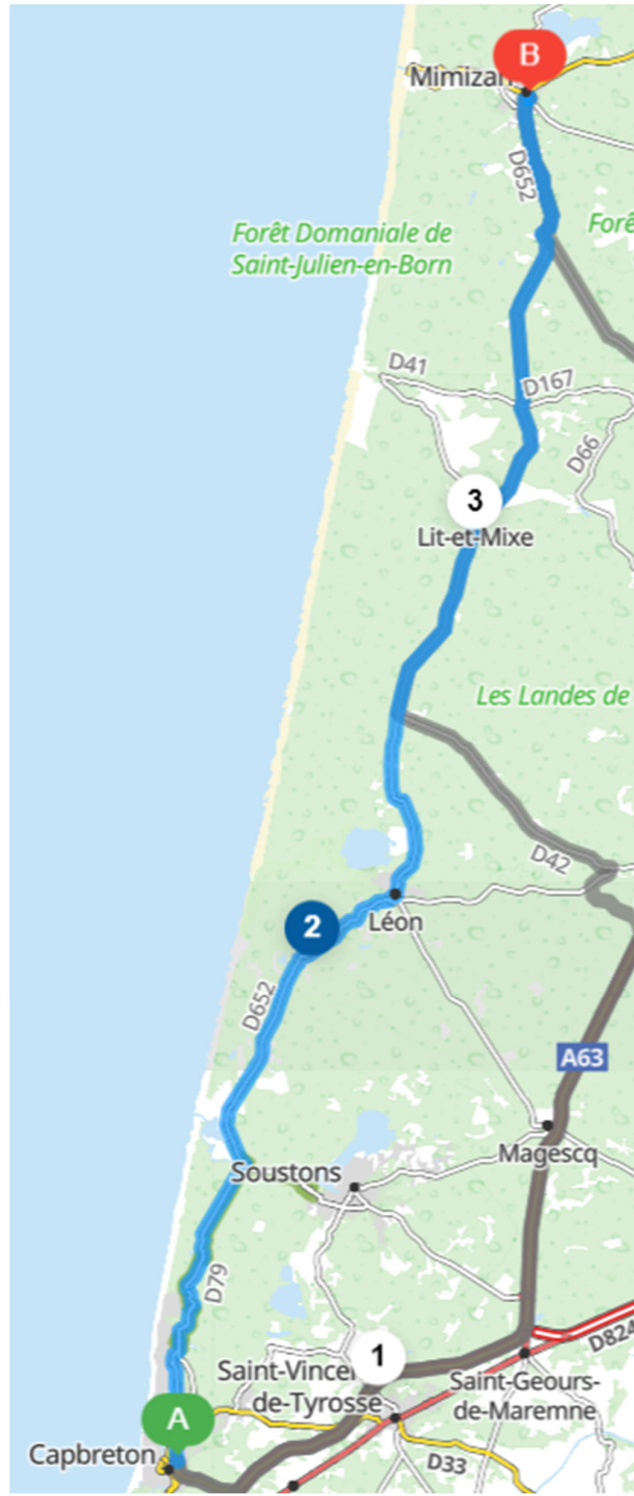 B
Mimizan
D652
Forêt Domaniale de
Saint-Julien-en-Born
Forê
D41
D167
D66
3
Lit-et-Mixe
Les Landes de
D42
Léon
2
D652
A63
Magescq
Soustons
D79
1
D824
Saint-Vince
de-Tyrosse
Saint-Geours-
de-Maremne
A
Capbreton
D33